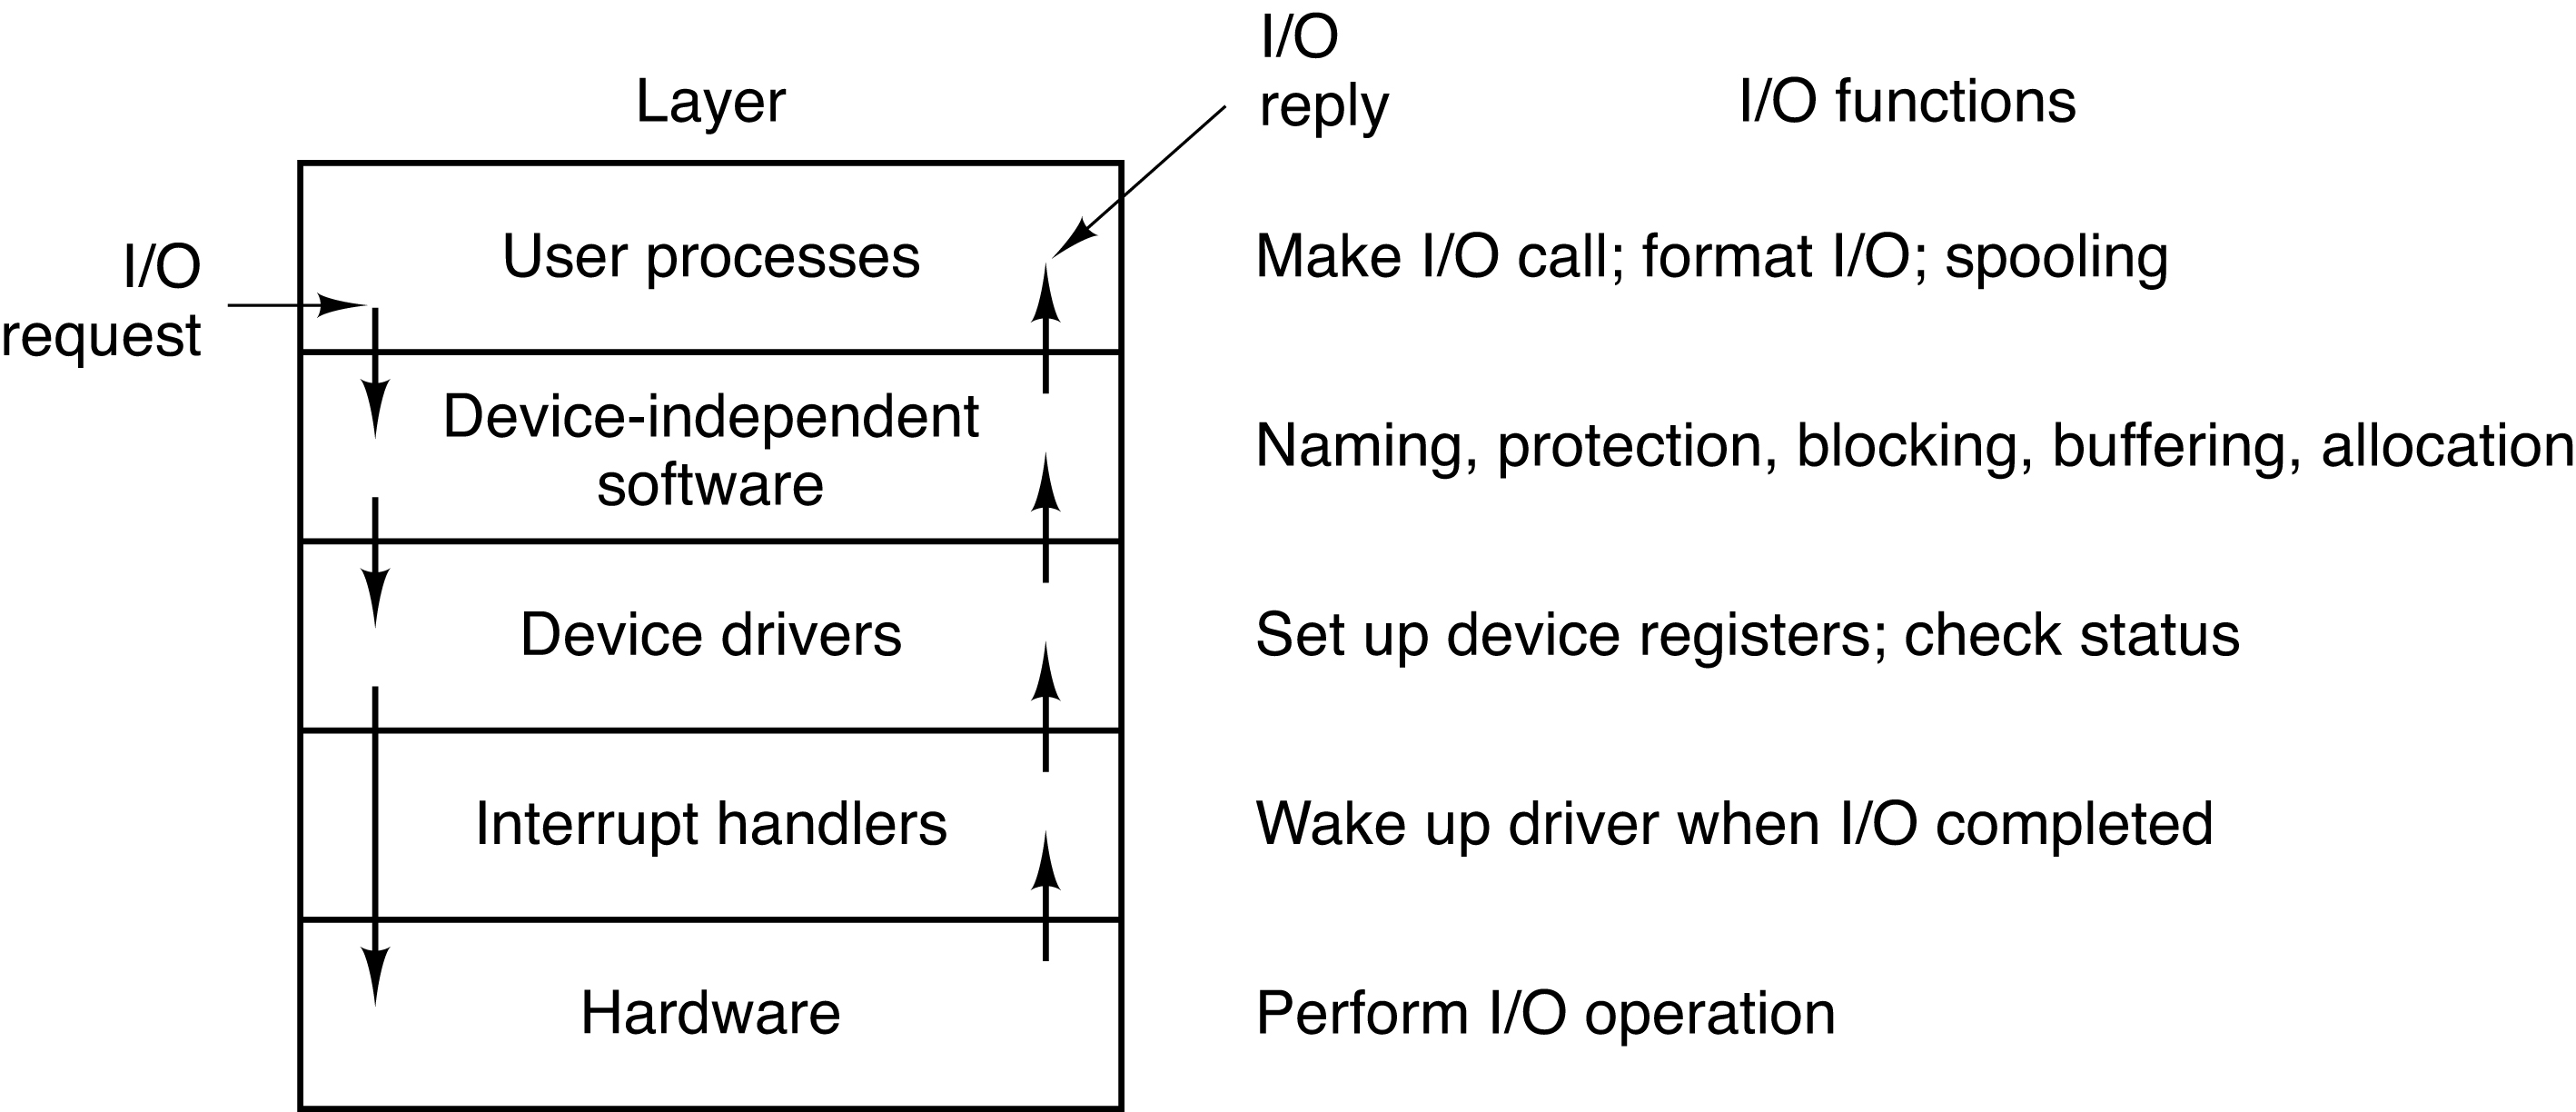 Layer
I/O
reply
I/O functions
I/O
request
User processes
Make I/O call; format I/O; spooling
Device-independent
software
Naming, protection, blocking, buffering, allocation
Device drivers
Set up device registers; check status
Interrupt handlers
Wake up driver when I/O completed
Hardware
Perform I/O operation